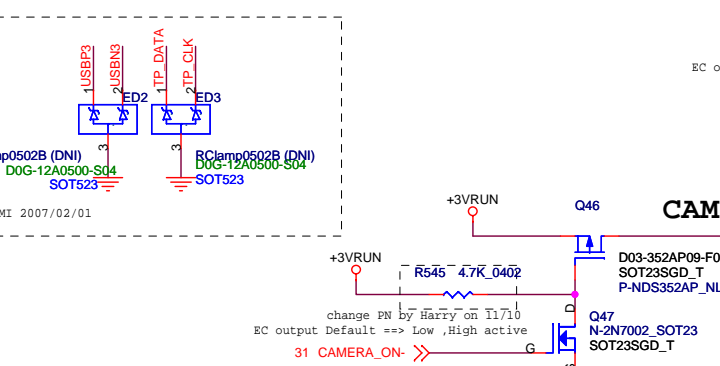 USBP3
USBN3
TP_DATA
TP_CLK
1
2
1
2
ED2
ED3
3
3
p0502B (DNI)
D0G-12A0500-S04
SOT523
RClamp0502B (DNI)
D0G-12A0500-S04
SOT523
MI 2007/02/01
EC o
+3VRUN
Q46
CAM
+3VRUN
D03-352AP09-F0
SOT23SGD_T
P-NDS352AP_NL
R545 4.7K_0402
change PN by Harry on 11/10
EC output Default ==> Low ,High active
D
Q47
N-2N7002_SOT23
SOT23SGD_T
31 CAMERA_ON-
G